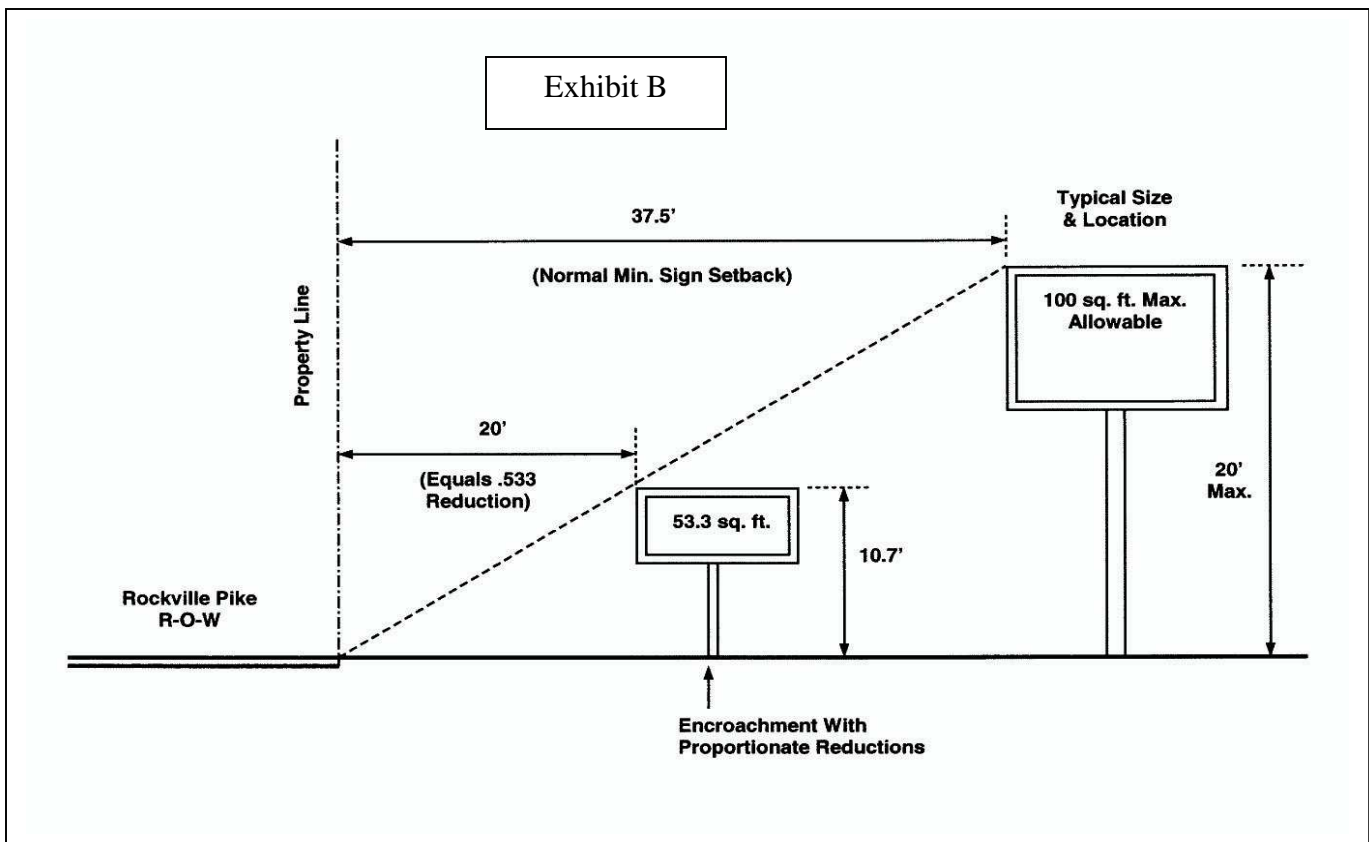 Exhibit B
Typical Size
& Location
37.5'
(Normal Min. Sign Setback)
100 sq. ft. Max.
Allowable
Property Line
20'
(Equals .533
Reduction)
20'
Max.
53.3 sq. ft.
10.7'
Rockville Pike
R-O-W
Encroachment With
Proportionate Reductions